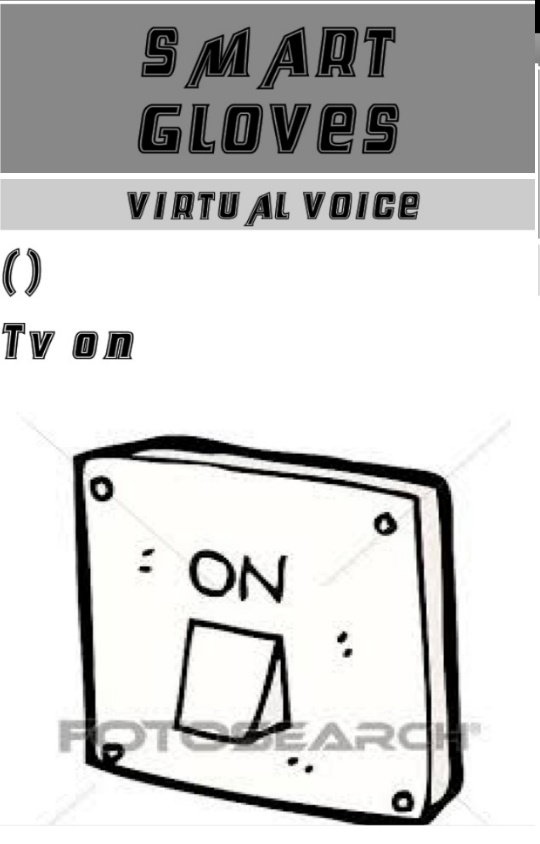 SMART
GLOVES
VIRTUAL VOICE
()
Tv on
ON
FOTOSEARCH®